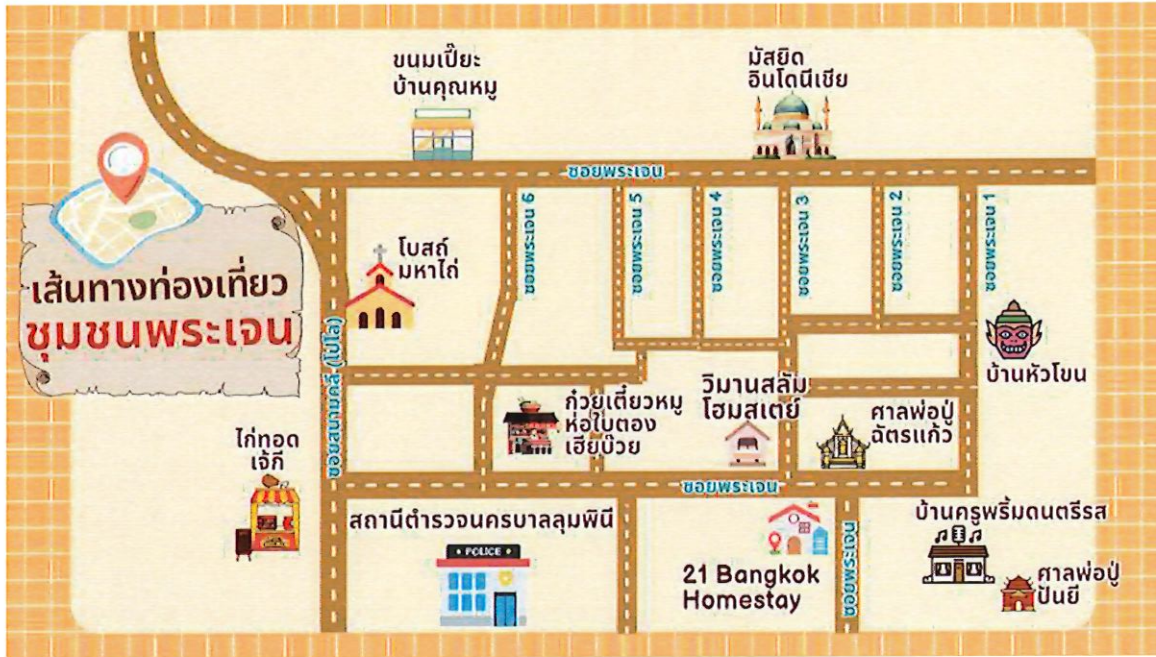 ขนมเปี๊ยะ
บ้านคุณหมู
มัสยิด
อินโดนีเซีย
ซอยพระเจน
ซอยพระเจน 6
ซอยพระเจน 5
ซอยพระเจน 4
ซอยพระเจน 3
ซอยพระเจน 2
ซอยพระเจน 1
เส้นทางท่องเที่ยว
ชุมชนพระเจน
โบสถ์
มหาไถ่
ซอยสนามคลี (โปโล)
บ้านหัวโขน
ก๋วยเตี๋ยวหมู
ห่อใบตอง
เฮียบ๊วย
วิมานสลัม
โฮมสเตย์
ศาลพ่อปู่
ฉัตรแก้ว
ไก่ทอด
เจ๊กี
ซอยพระเจน
สถานีตำรวจนครบาลลุมพินี
POLICE
21 Bangkok
Homestay
บ้านครูพริ้มดนตรีรส
ศาลพ่อปู่
ปันยี